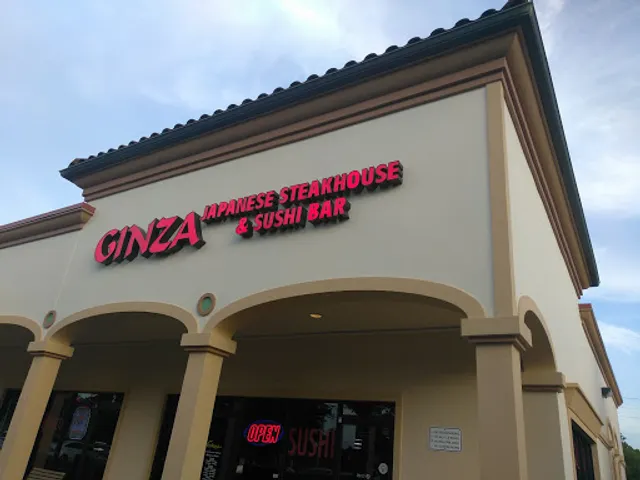 GINZA
JAPANESE STEAKHOUSE
& SUSHI BAR
OPEN
SUSHI